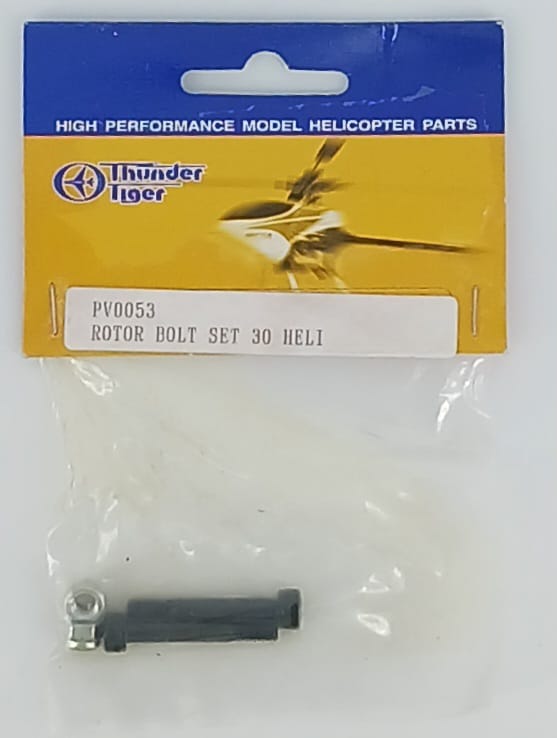 HIGH PERFORMANCE MODEL HELICOPTER PARTS
Thunder
Tiger
PV0053
ROTOR BOLT SET 30 HELI